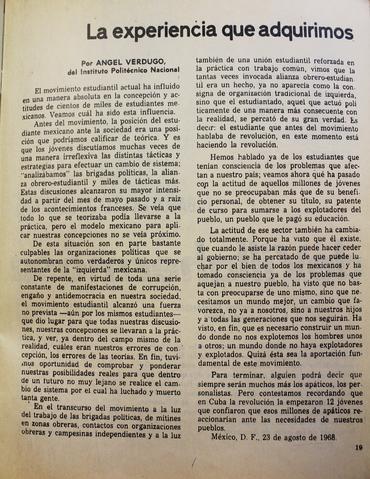 La experiencia que adquirimos
Por ANGEL VERDUGO,
del Instituto Politécnico Nacional
El movimiento estudiantil actual ha influido
en una manera absoluta en la concepción y ac-
titudes de cientos de miles de estudiantes me-
xicanos. Veamos cuál ha sido esta influencia.
Antes del movimiento, la posición del estu-
diante mexicano ante la sociedad era una posi-
ción que podríamos calificar de teórica. Y es
que los jóvenes discutíamos muchas veces de
una manera irreflexiva las distintas tácticas y
estrategias para efectuar un cambio de sistema;
"analizábamos" las brigadas políticas, la alian-
za obrero-estudiantil y miles de tácticas más.
Estas discusiones alcanzaron su mayor intensi-
dad a partir del mes de mayo pasado y a raíz
de los acontecimientos franceses. Se veía que
todo lo que se teorizaba podía llevarse a la
práctica, pero el modelo mexicano para apli-
car nuestras concepciones no se veía próximo.
De esta situación son en parte bastante
culpables las organizaciones políticas que se
autonombran como verdaderos y únicos repre-
sentantes de la "izquierda" mexicana.
De repente, en virtud de toda una serie
constante de manifestaciones de corrupción,
engaño y antidemocracia en nuestra sociedad,
el movimiento estudiantil alcanzó una fuerza
no prevista —aún por los mismos estudiantes—
que dio lugar para que todas nuestras discusio-
nes, nuestras concepciones se llevaran a la prác-
tica, y ver, ya dentro del campo mismo de la
realidad, cuáles eran nuestros errores de con-
cepción, los errores de las teorías. En fin, tuvi-
mos oportunidad de comprobar y ponderar
nuestras posibilidades reales para que dentro
de un futuro no muy lejano se realice el cam-
bio de sistema por el cual ha luchado y muerto
tanta gente.
En el transcurso del movimiento a la luz
del trabajo de las brigadas políticas, de mítines
en zonas obreras, contactos con organizaciones
obreras y campesinas independientes y a la luz
también de una unión estudiantil reforzada en
la práctica con trabajo común, vimos que la
tantas veces invocada alianza obrero-estudian-
til era un hecho, ya no aparecía como la con-
signa de organización tradicional de izquierda,
sino que el estudiantado, aquel que actuó polí-
ticamente de una manera más consecuente con
la realidad, se percató de su gran verdad. Es
decir: el estudiante que antes del movimiento
hablaba de revolución, en este momento está
haciendo la revolución.
Hemos hablado ya de los estudiantes que
tenían consciencia de los problemas que afec-
tan a nuestro país; veamos ahora qué ha pasado
con la actitud de aquellos millones de jóvenes
que no se preocupaban más que de su benefi-
cio personal, de obtener su título, su patente
de curso para sumarse a los explotadores del
pueblo, un pueblo que le pagó su educación.
La actitud de ese sector también ha cambia-
do totalmente. Porque ha visto que él existe,
que cuando le asiste la razón puede hacer ceder
al gobierno; se ha percatado de que puede lu-
char por el bien de todos los mexicanos y ha
tomado consciencia ya de los problemas que
aquejan a nuestro pueblo, ha visto que no bas-
ta con preocuparse de uno mismo, sino que ne-
cesitamos un mundo mejor, un cambio que fa-
vorezca, no ya a nosotros, sino a nuestros hijos
y a todas las generaciones que nos seguirán. Ha
visto, en fin, que es necesario construir un mun-
do donde no nos explotemos los hombres unos a
otros; un mundo donde no haya explotadores
y explotados. Quizá ésta sea la aportación fun-
damental de este movimiento.
Para terminar, alguien podrá decir que
siempre serán muchos más los apáticos, los per-
sonalistas. Pero contestamos recordando que
en Cuba la revolución la empezaron 12 jóvenes
que confiaron que esos millones de apáticos re-
accionarían ante las necesidades de nuestros
pueblos.
México, D. F., 23 de agosto de 1968.
19